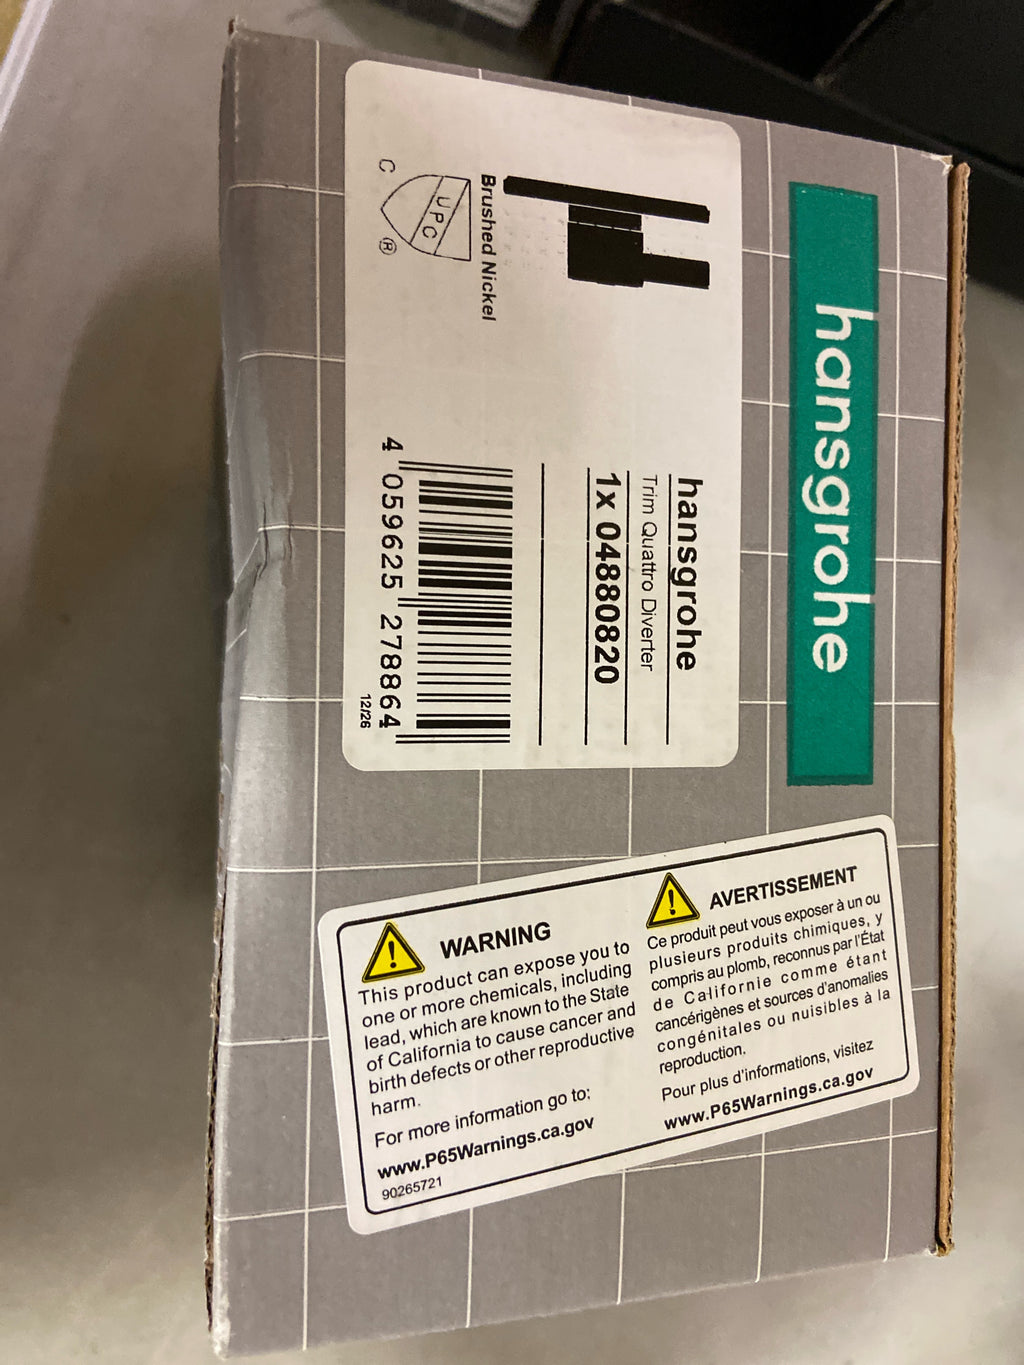 hansgrohe
hansgrohe
Trim Quattro Diverter
1x 04880820
Brushed Nickel
C
UPC
®
4 059625 278864
12/26
WARNING
This product can expose you to
one or more chemicals, including
lead, which are known to the State
of California to cause cancer and
birth defects or other reproductive
harm.
For more information go to:
www.P65Warnings.ca.gov
90265721
AVERTISSEMENT
Ce produit peut vous exposer à un ou
plusieurs produits chimiques, y
compris au plomb, reconnus par l'État
de Californie comme étant
cancérigènes et sources d'anomalies
congénitales ou nuisibles à la
reproduction.
Pour plus d'informations, visitez
www.P65Warnings.ca.gov